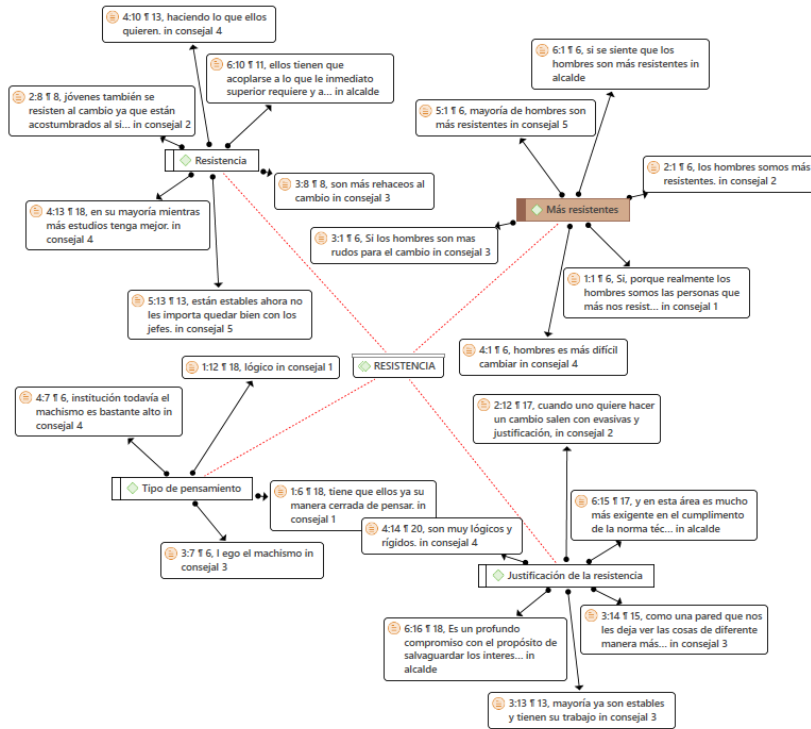 4:10 ¶ 13, haciendo lo que ellos
quieren. in consejal 4
6:10 ¶ 11, ellos tienen que
acoplarse a lo que le inmediato
superior requiere y a... in alcalde
2:8 ¶ 8, jóvenes también se
resisten al cambio ya que están
acostumbrados al si... in consejal 2
Resistencia
3:8 ¶ 8, son más rehaceos al
cambio in consejal 3
4:13 ¶ 18, en su mayoría mientras
más estudios tenga mejor. in
consejal 4
5:13 ¶ 13, están estables ahora no
les importa quedar bien con los
jefes. in consejal 5
6:1 ¶ 6, si se siente que los
hombres son más resistentes in
alcalde
5:1 ¶ 6, mayoría de hombres son
más resistentes in consejal 5
2:1 ¶ 6, los hombres somos más
resistentes. in consejal 2
Más resistentes
3:1 ¶ 6, Si los hombres son mas
rudos para el cambio in consejal 3
1:1 ¶ 6, Si, porque realmente los
hombres somos las personas que
más nos resist... in consejal 1
4:1 ¶ 6, hombres es más difícil
cambiar in consejal 4
RESISTENCIA
1:12 ¶ 18, lógico in consejal 1
4:7 ¶ 6, institución todavía el
machismo es bastante alto in
consejal 4
Tipo de pensamiento
1:6 ¶ 18, tiene que ellos ya su
manera cerrada de pensar. in
consejal 1
3:7 ¶ 6, l ego el machismo in
consejal 3
2:12 ¶ 17, cuando uno quiere hacer
un cambio salen con evasivas y
justificación, in consejal 2
6:15 ¶ 17, y en esta área es mucho
más exigente en el cumplimento
de la norma téc... in alcalde
4:14 ¶ 20, son muy lógicos y
rígidos. in consejal 4
Justificación de la resistencia
6:16 ¶ 18, Es un profundo
compromiso con el propósito de
salvaguardar los interes... in
alcalde
3:14 ¶ 15, como una pared que nos
les deja ver las cosas de diferente
manera más... in consejal 3
3:13 ¶ 13, mayoría ya son estables
y tienen su trabajo in consejal 3